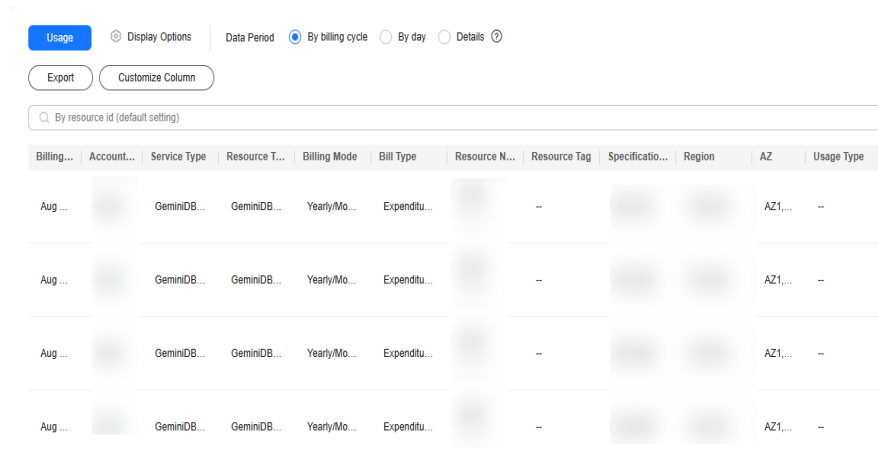 Usage Display Options Data Period By billing cycle By day Details ?
Export Customize Column
By resource id (default setting)
Billing... Account... Service Type Resource T... Billing Mode Bill Type Resource N... Resource Tag Specificatio... Region AZ Usage Type
Aug ... GeminiDB... GeminiDB... Yearly/Mo... Expenditu... -- AZ1,... --
Aug ... GeminiDB... GeminiDB... Yearly/Mo... Expenditu... -- AZ1,... --
Aug ... GeminiDB... GeminiDB... Yearly/Mo... Expenditu... -- AZ1,... --
Aug ... GeminiDB... GeminiDB... Yearly/Mo... Expenditu... -- AZ1,... --